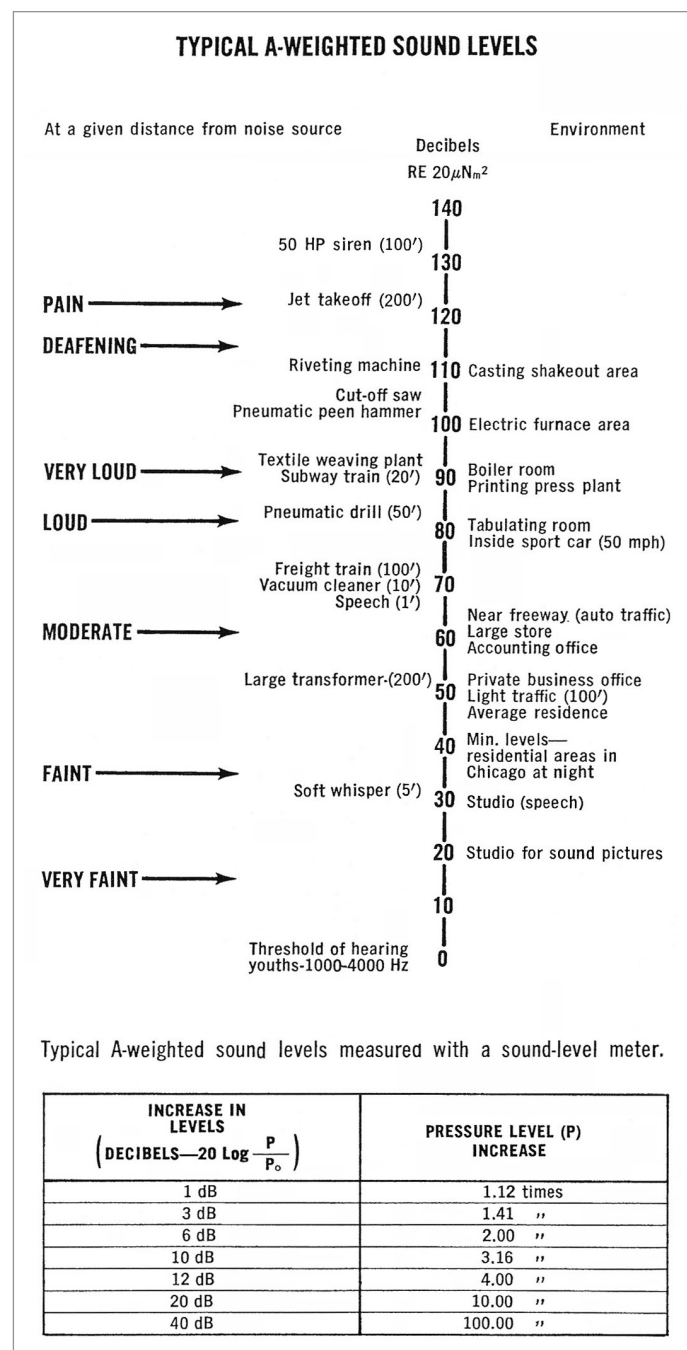 TYPICAL A-WEIGHTED SOUND LEVELS
At a given distance from noise source
Environment
Decibels
RE 20μNm²
140
50 HP siren (100′)
130
PAIN
Jet takeoff (200′)
120
DEAFENING
Riveting machine 110 Casting shakeout area
Cut-off saw
Pneumatic peen hammer
100 Electric furnace area
VERY LOUD
Textile weaving plant
Subway train (20′)
90
Boiler room
Printing press plant
LOUD
Pneumatic drill (50′)
80
Tabulating room
Inside sport car (50 mph)
Freight train (100′)
Vacuum cleaner (10′)
Speech (1′)
70
MODERATE
60
Near freeway (auto traffic)
Large store
Accounting office
Large transformer-(200′)
50
Private business office
Light traffic (100′)
Average residence
40
Min. levels—
residential areas in
Chicago at night
FAINT
Soft whisper (5′)
30 Studio (speech)
20 Studio for sound pictures
VERY FAINT
10
Threshold of hearing
youths-1000-4000 Hz
0
Typical A-weighted sound levels measured with a sound-level meter.
INCREASE IN
LEVELS
(DECIBELS—20 Log P/P₀)
PRESSURE LEVEL (P)
INCREASE
1 dB 1.12 times
3 dB 1.41 ″
6 dB 2.00 ″
10 dB 3.16 ″
12 dB 4.00 ″
20 dB 10.00 ″
40 dB 100.00 ″